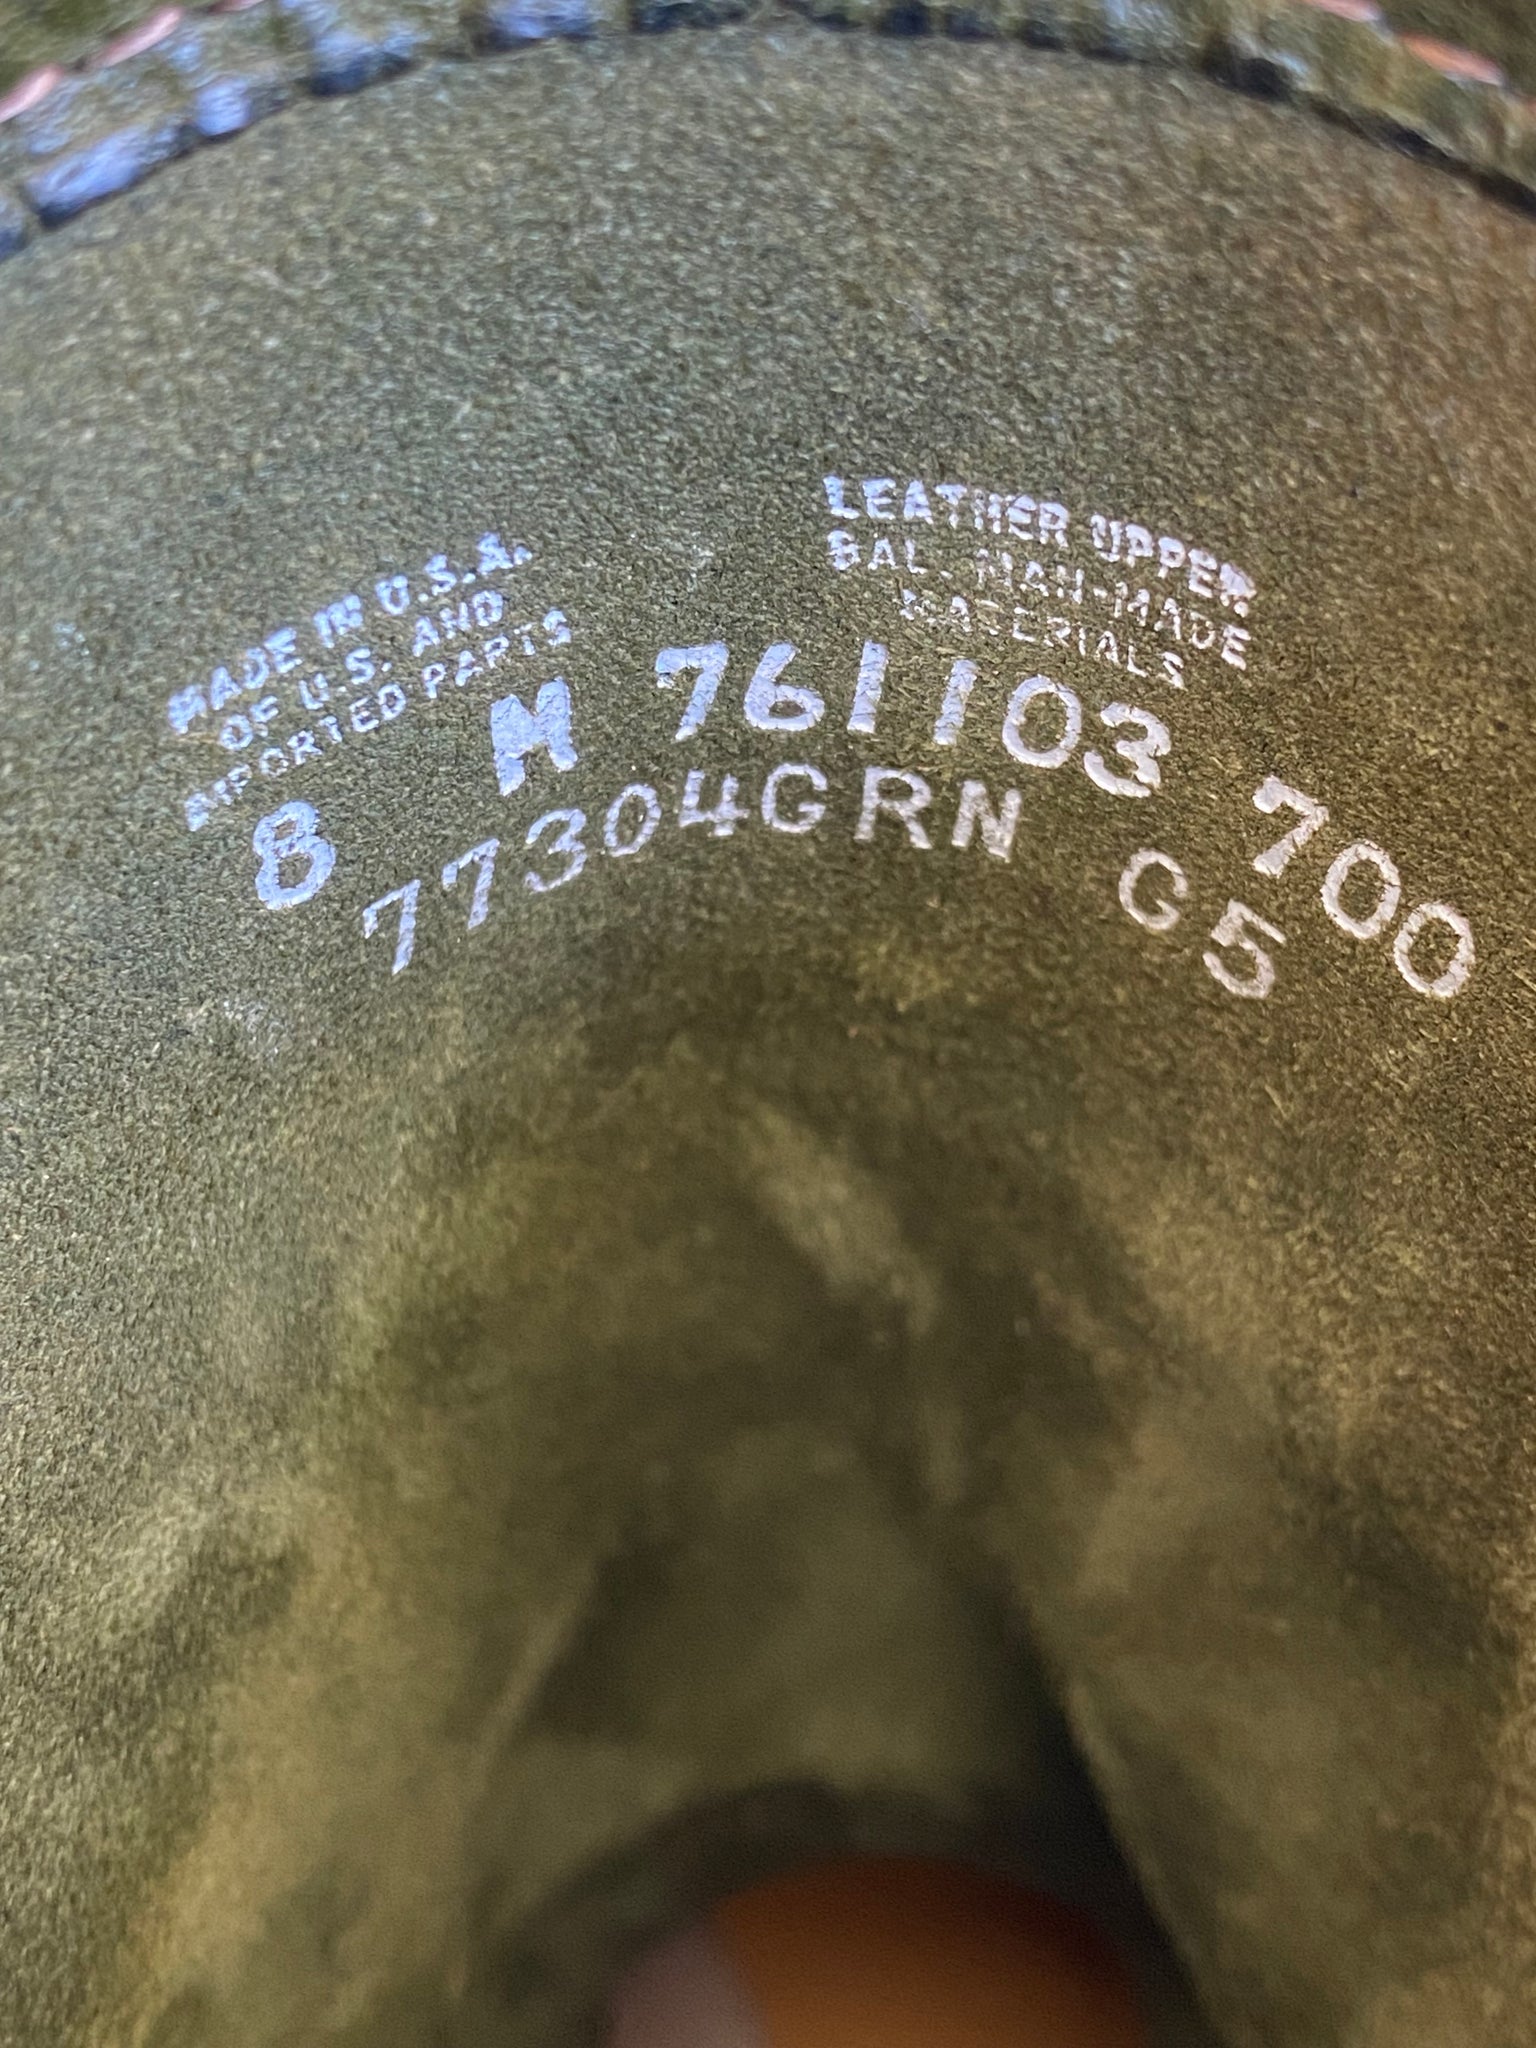 MADE IN U.S.A.
OF U.S. AND
IMPORTED PARTS
LEATHER UPPER
BAL. MAN-MADE
MATERIALS
8 M 761103 700
77304GRN G5